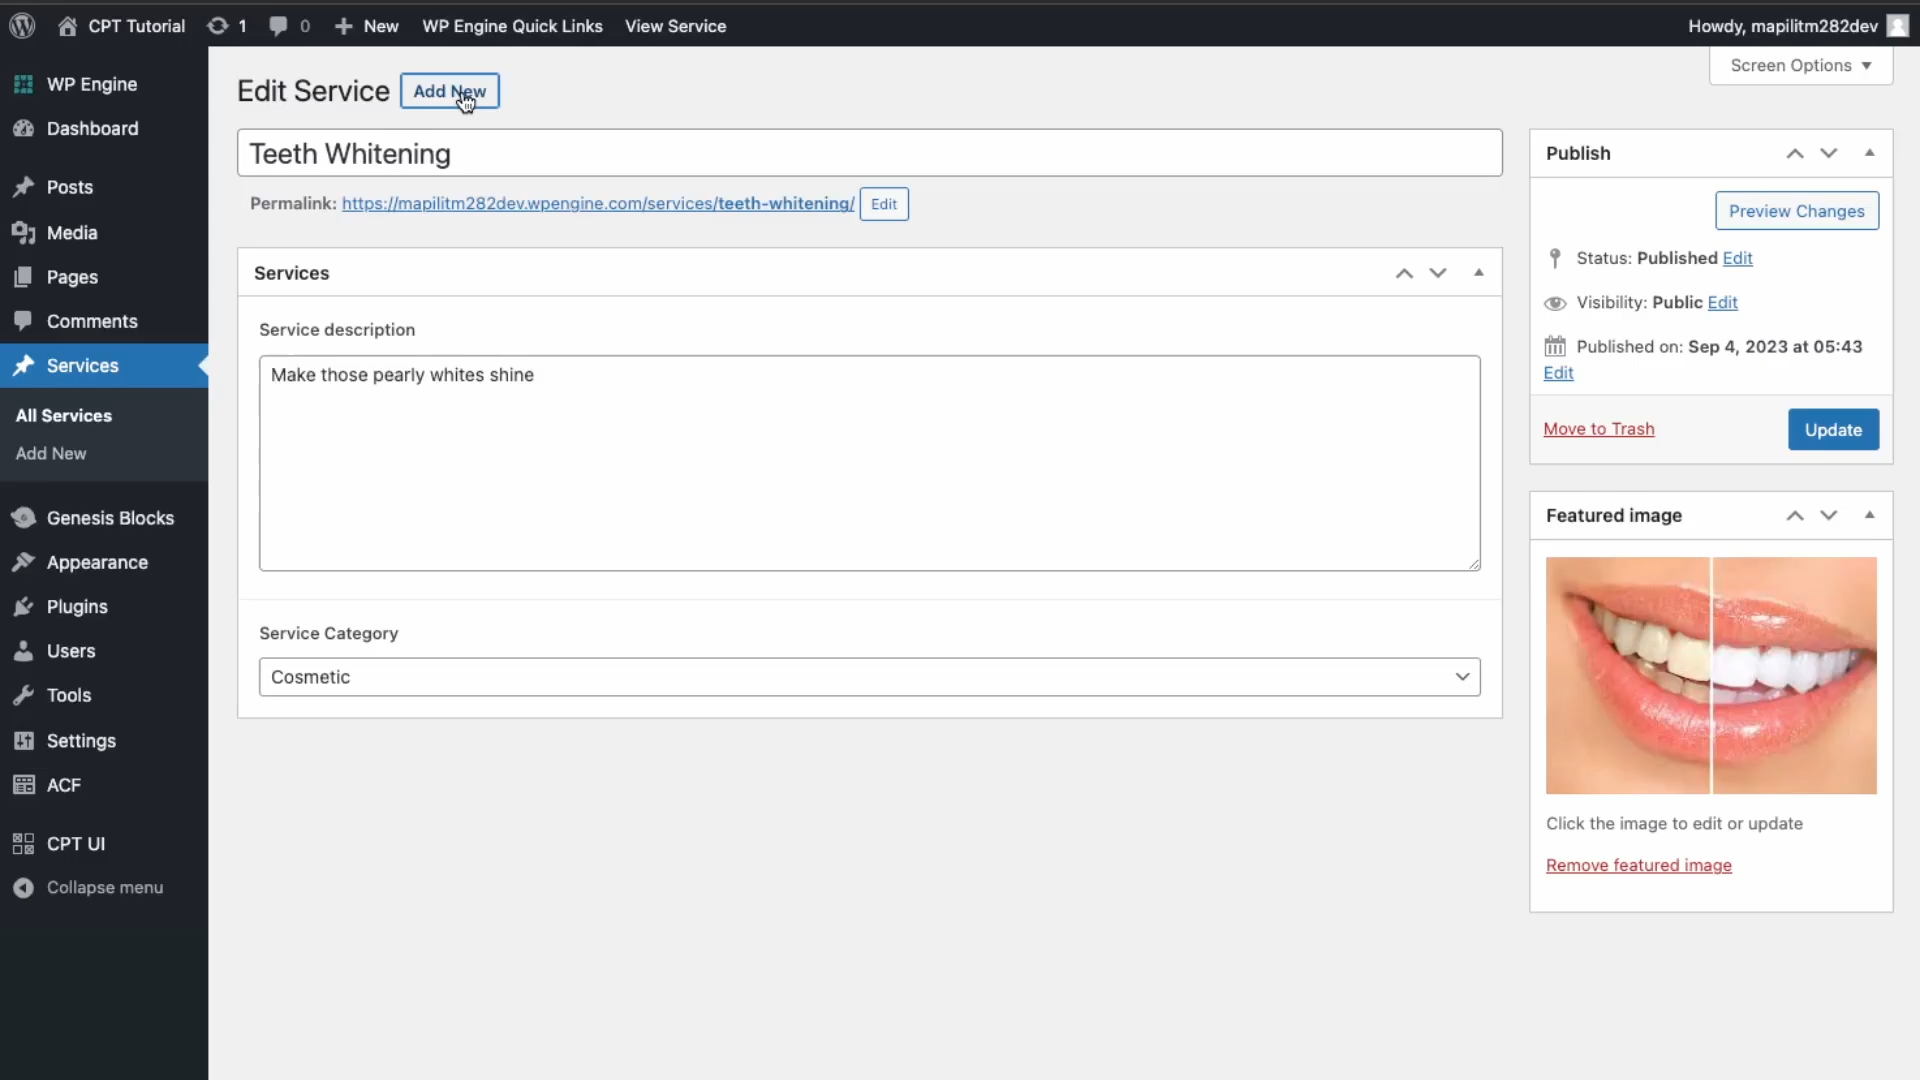 CPT Tutorial
1
0
New
WP Engine Quick Links
View Service
Howdy, mapilitm282dev
WP Engine
Dashboard
Posts
Media
Pages
Comments
Services
All Services
Add New
Genesis Blocks
Appearance
Plugins
Users
Tools
Settings
ACF
CPT UI
Collapse menu
Screen Options
Edit Service
Add New
Teeth Whitening
Permalink: https://mapilitm282dev.wpengine.com/services/teeth-whitening/ Edit
Services
Service description
Make those pearly whites shine
Service Category
Cosmetic
Publish
Preview Changes
Status: Published Edit
Visibility: Public Edit
Published on: Sep 4, 2023 at 05:43
Edit
Move to Trash
Update
Featured image
Click the image to edit or update
Remove featured image